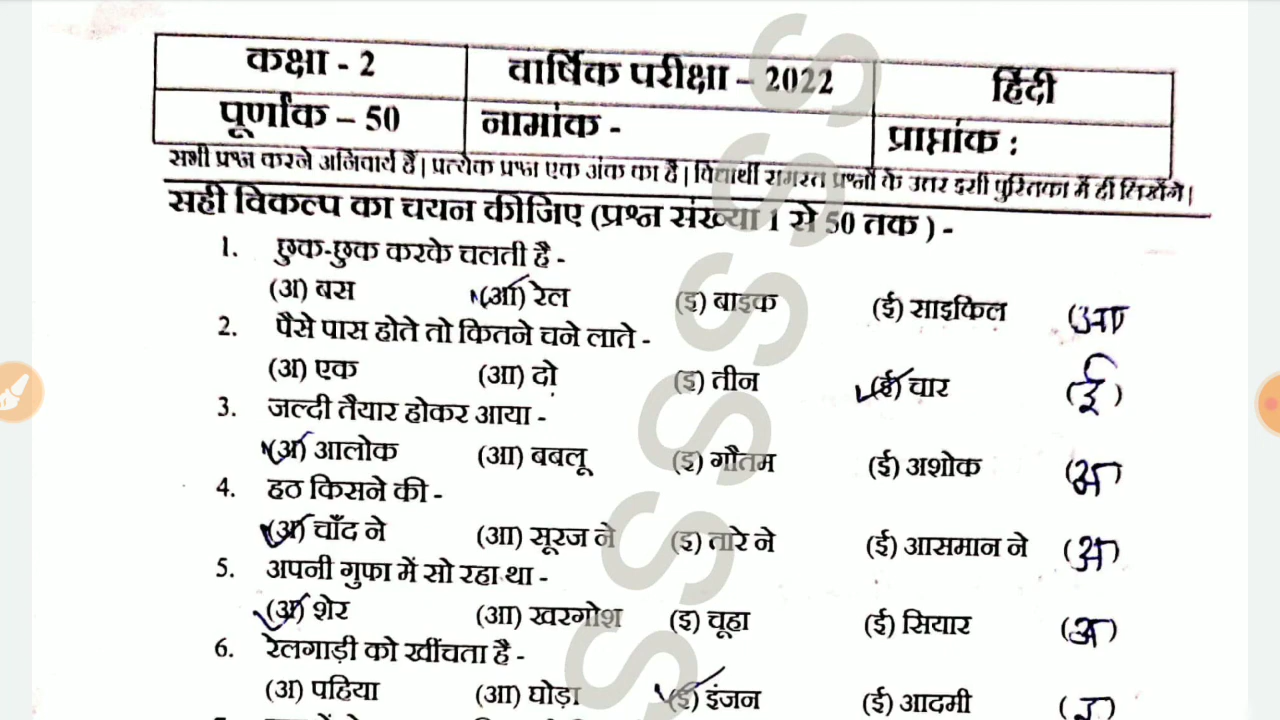 कक्षा - 2 वार्षिक परीक्षा – 2022 हिंदी
पूर्णांक – 50 नामांक - प्राप्तांक :
सभी प्रश्न करने अनिवार्य हैं। प्रत्येक प्रश्न एक अंक का है। विद्यार्थी समस्त प्रश्नों के उत्तर इसी पुस्तिका में ही लिखेंगे।
सही विकल्प का चयन कीजिए (प्रश्न संख्या 1 से 50 तक ) -
1. छुक-छुक करके चलती है -
(अ) बस (आ) रेल (इ) बाइक (ई) साइकिल (आ)
2. पैसे पास होते तो कितने चने लाते -
(अ) एक (आ) दो (इ) तीन (ई) चार (ई)
3. जल्दी तैयार होकर आया -
(अ) आलोक (आ) बबलू (इ) गौतम (ई) अशोक (अ)
4. हठ किसने की -
(अ) चाँद ने (आ) सूरज ने (इ) तारे ने (ई) आसमान ने (अ)
5. अपनी गुफा में सो रहा था -
(अ) शेर (आ) खरगोश (इ) चूहा (ई) सियार (अ)
6. रेलगाड़ी को खींचता है -
(अ) पहिया (आ) घोड़ा (इ) इंजन (ई) आदमी
SSSSS